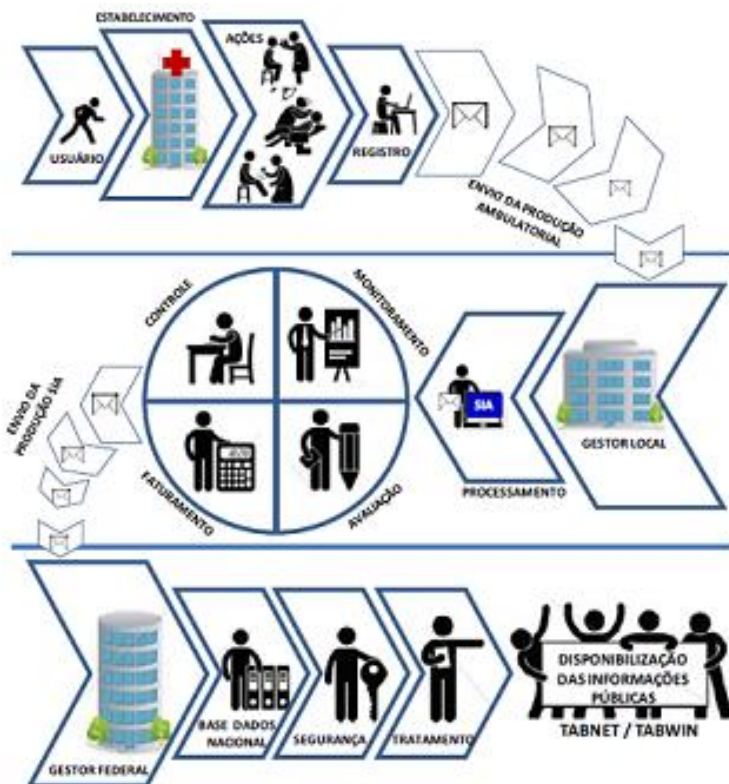 ESTABELECIMENTO
AÇÕES
USUÁRIO
REGISTRO
ENVIO DA PRODUÇÃO
AMBULATORIAL
CONTROLE
MONITORAMENTO
ENVIO DA
PRODUÇÃO SIA
SIA
GESTOR LOCAL
PROCESSAMENTO
FATURAMENTO
AVALIAÇÃO
DISPONIBILIZAÇÃO
DAS INFORMAÇÕES
PÚBLICAS
BASE DADOS
NACIONAL
SEGURANÇA
TRATAMENTO
TABNET / TABWIN
GESTOR FEDERAL